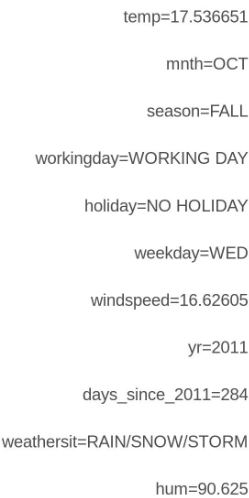 temp=17.536651
mnth=OCT
season=FALL
workingday=WORKING DAY
holiday=NO HOLIDAY
weekday=WED
windspeed=16.62605
yr=2011
days_since_2011=284
weathersit=RAIN/SNOW/STORM
hum=90.625